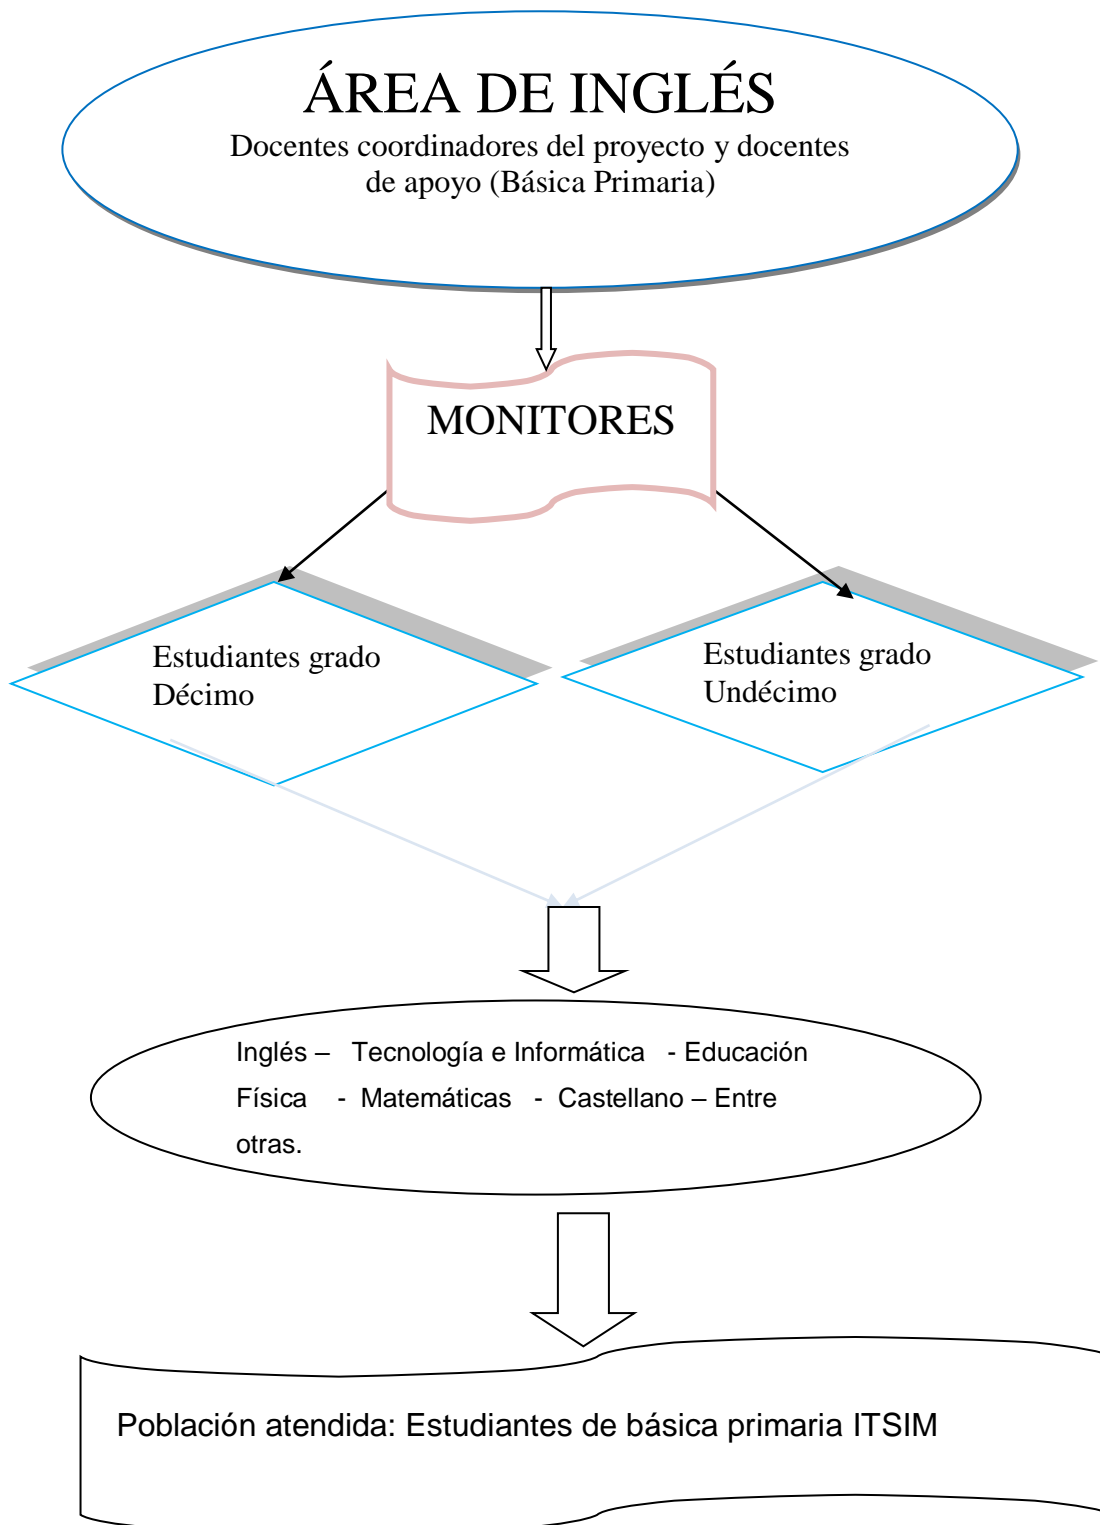 ÁREA DE INGLÉS
Docentes coordinadores del proyecto y docentes
de apoyo (Básica Primaria)
MONITORES
Estudiantes grado
Décimo
Estudiantes grado
Undécimo
Inglés – Tecnología e Informática - Educación
Física - Matemáticas - Castellano – Entre
otras.
Población atendida: Estudiantes de básica primaria ITSIM